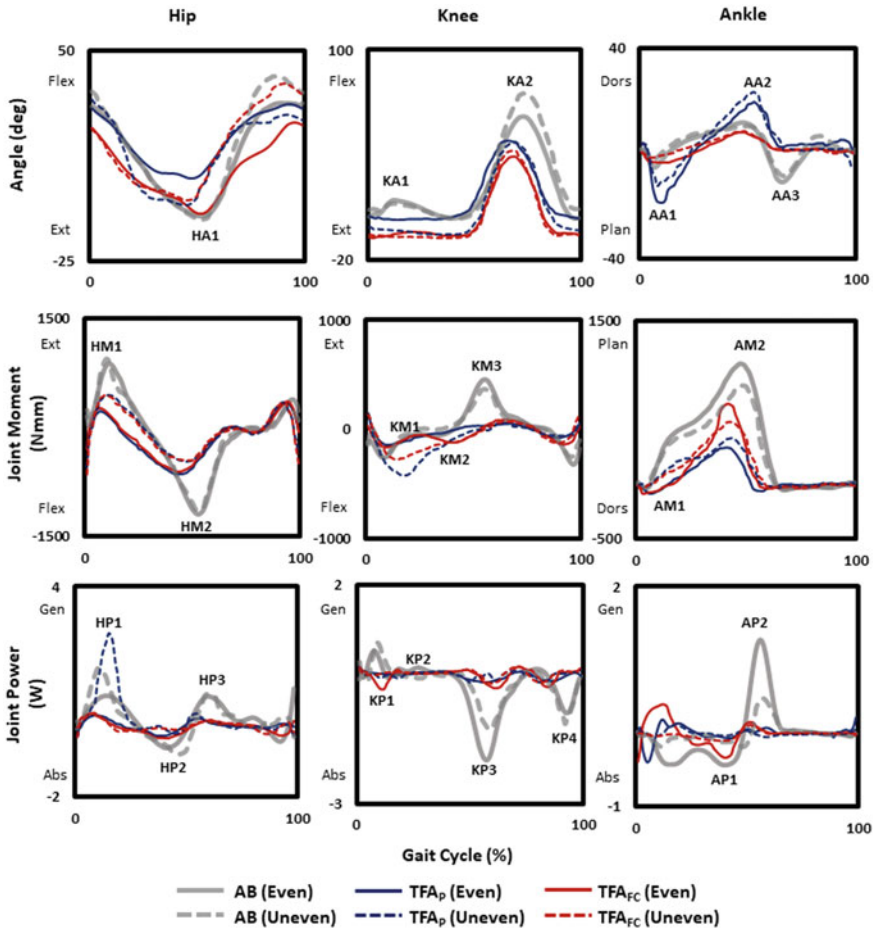 Hip Knee Ankle
50 100 40
Flex Flex Dors
KA2 AA2
Angle (deg)
KA1
HA1 AA1 AA3
Ext Ext Plan
-25 -20 -40
0 100 0 100 0 100
1500 1000 1500
Ext Ext Plan
HM1 KM3 AM2
Joint Moment
(Nmm)
0 KM1
KM2
HM2 AM1
Flex Flex Dors
-1500 -1000 -500
0 100 0 100 0 100
4 2 2
Gen Gen Gen
HP1 AP2
HP3 KP2
Joint Power
(W)
KP1
HP2 KP3 KP4 AP1
Abs Abs Abs
-2 -3 -1
0 100 0 100 0 100
Gait Cycle (%)
AB (Even) TFAP (Even) TFAFC (Even)
AB (Uneven) TFAP (Uneven) TFAFC (Uneven)